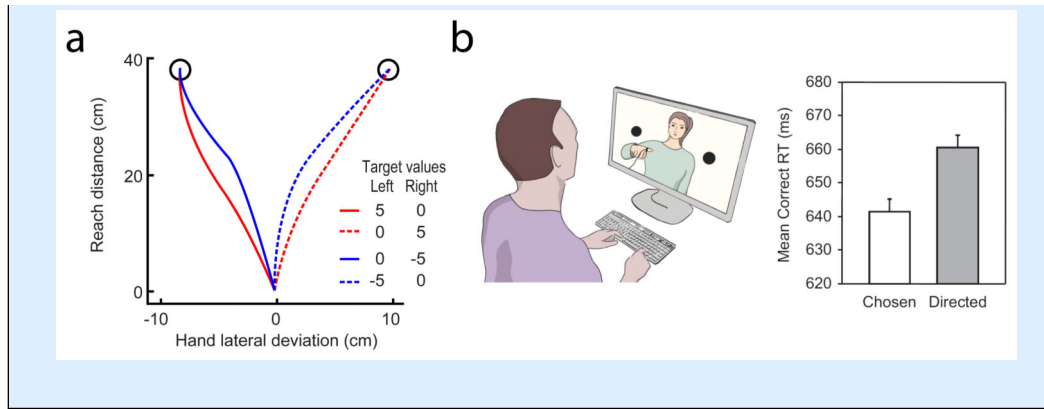 a
40
20
0
Reach distance (cm)
-10 0 10
Hand lateral deviation (cm)
Target values
Left Right
5 0
0 5
0 -5
-5 0
b
680
670
660
650
640
630
620
Mean Correct RT (ms)
Chosen Directed